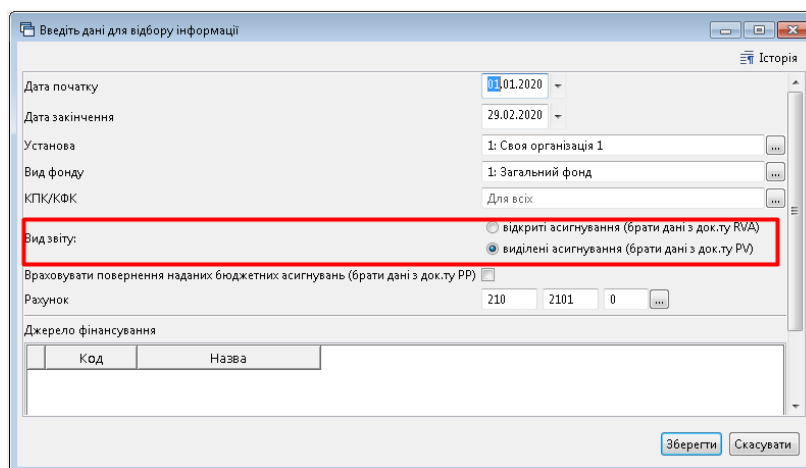 Введіть дані для відбору інформації
Історія
Дата початку 01.01.2020
Дата закінчення 29.02.2020
Установа 1: Своя організація 1 ...
Вид фонду 1: Загальний фонд ...
КПК/КФК Для всіх ...
Вид звіту: відкриті асигнування (брати дані з док.ту RVA)
виділені асигнування (брати дані з док.ту PV)
Враховувати повернення наданих бюджетних асигнувань (брати дані з док.ту PP)
Рахунок 210 2101 0 ...
Джерело фінансування
Код Назва
Зберегти Скасувати